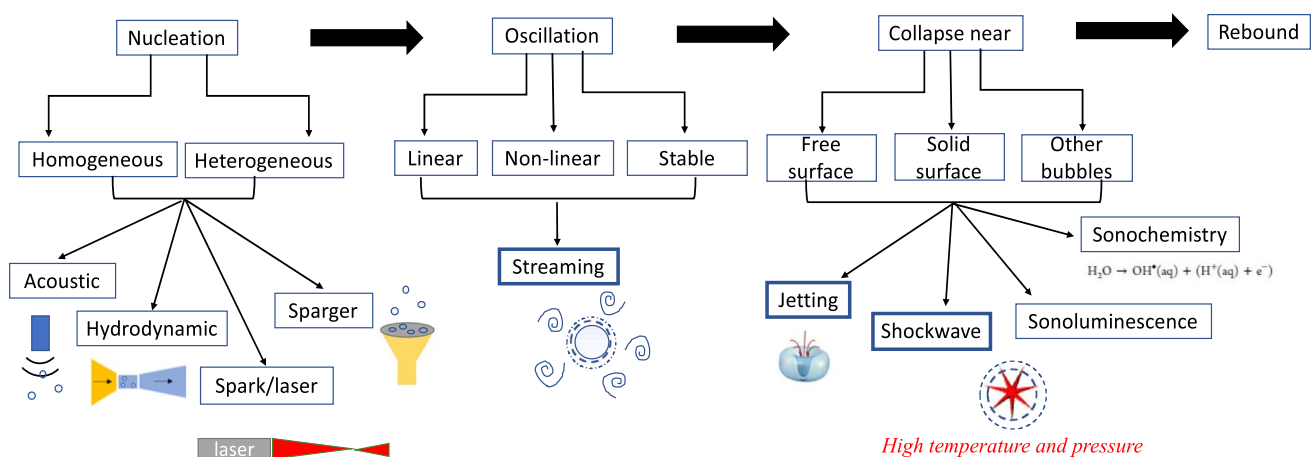 Nucleation
Oscillation
Collapse near
Rebound
Homogeneous
Heterogeneous
Linear
Non-linear
Stable
Free
surface
Solid
surface
Other
bubbles
Acoustic
Hydrodynamic
Spark/laser
Sparger
Streaming
Jetting
Shockwave
Sonoluminescence
Sonochemistry
H₂O → OH•(aq) + (H⁺(aq) + e⁻)
laser
High temperature and pressure